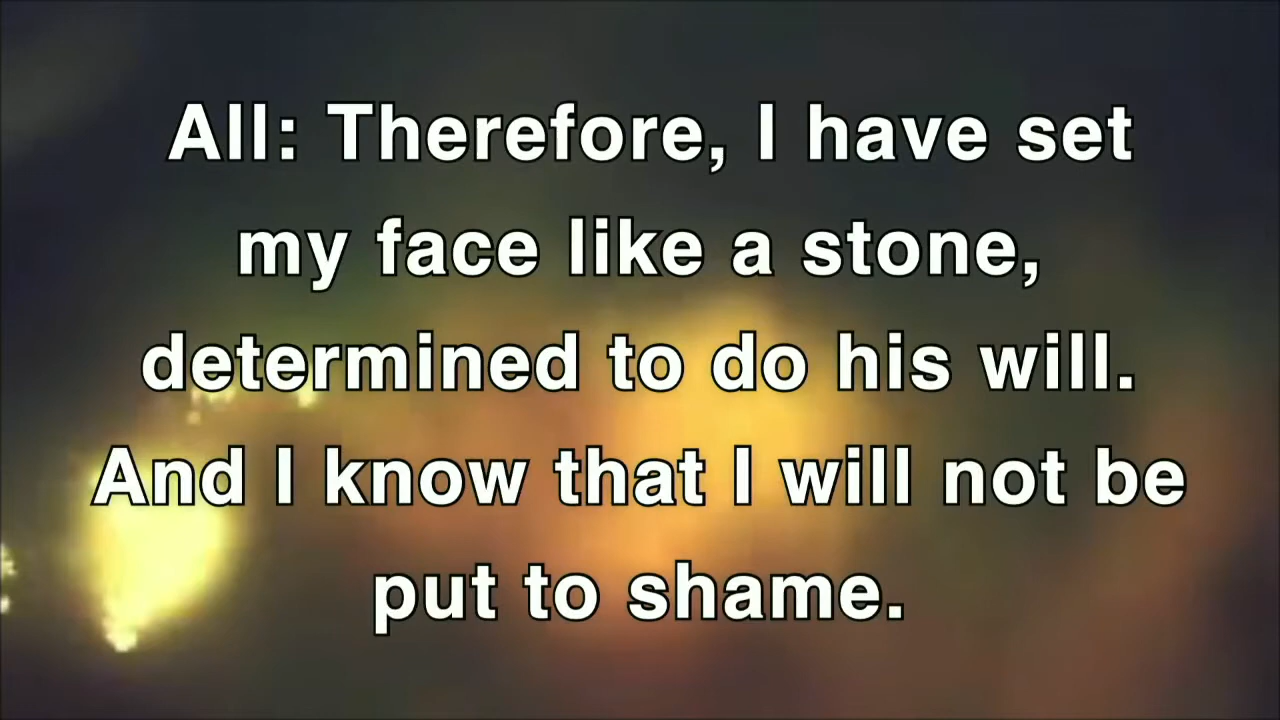 All: Therefore, I have set
my face like a stone,
determined to do his will.
And I know that I will not be
put to shame.